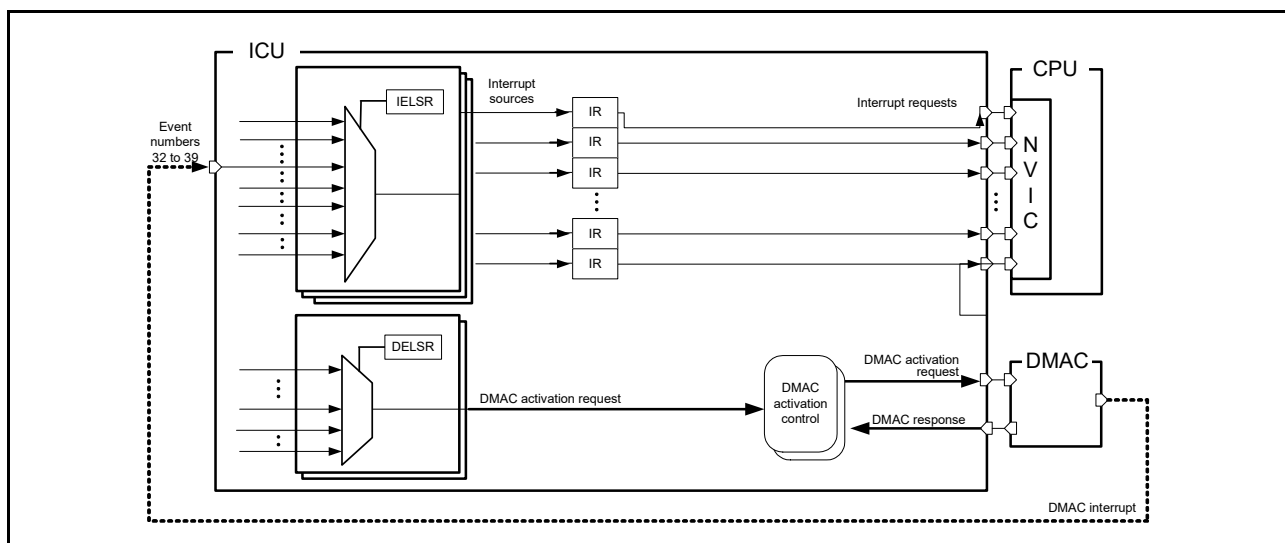 ICU
CPU
IELSR
Interrupt
sources
Interrupt requests
IR
IR
IR
IR
IR
N
V
I
C
Event
numbers
32 to 39
DELSR
DMAC activation request
DMAC
activation
control
DMAC activation
request
DMAC response
DMAC
DMAC interrupt